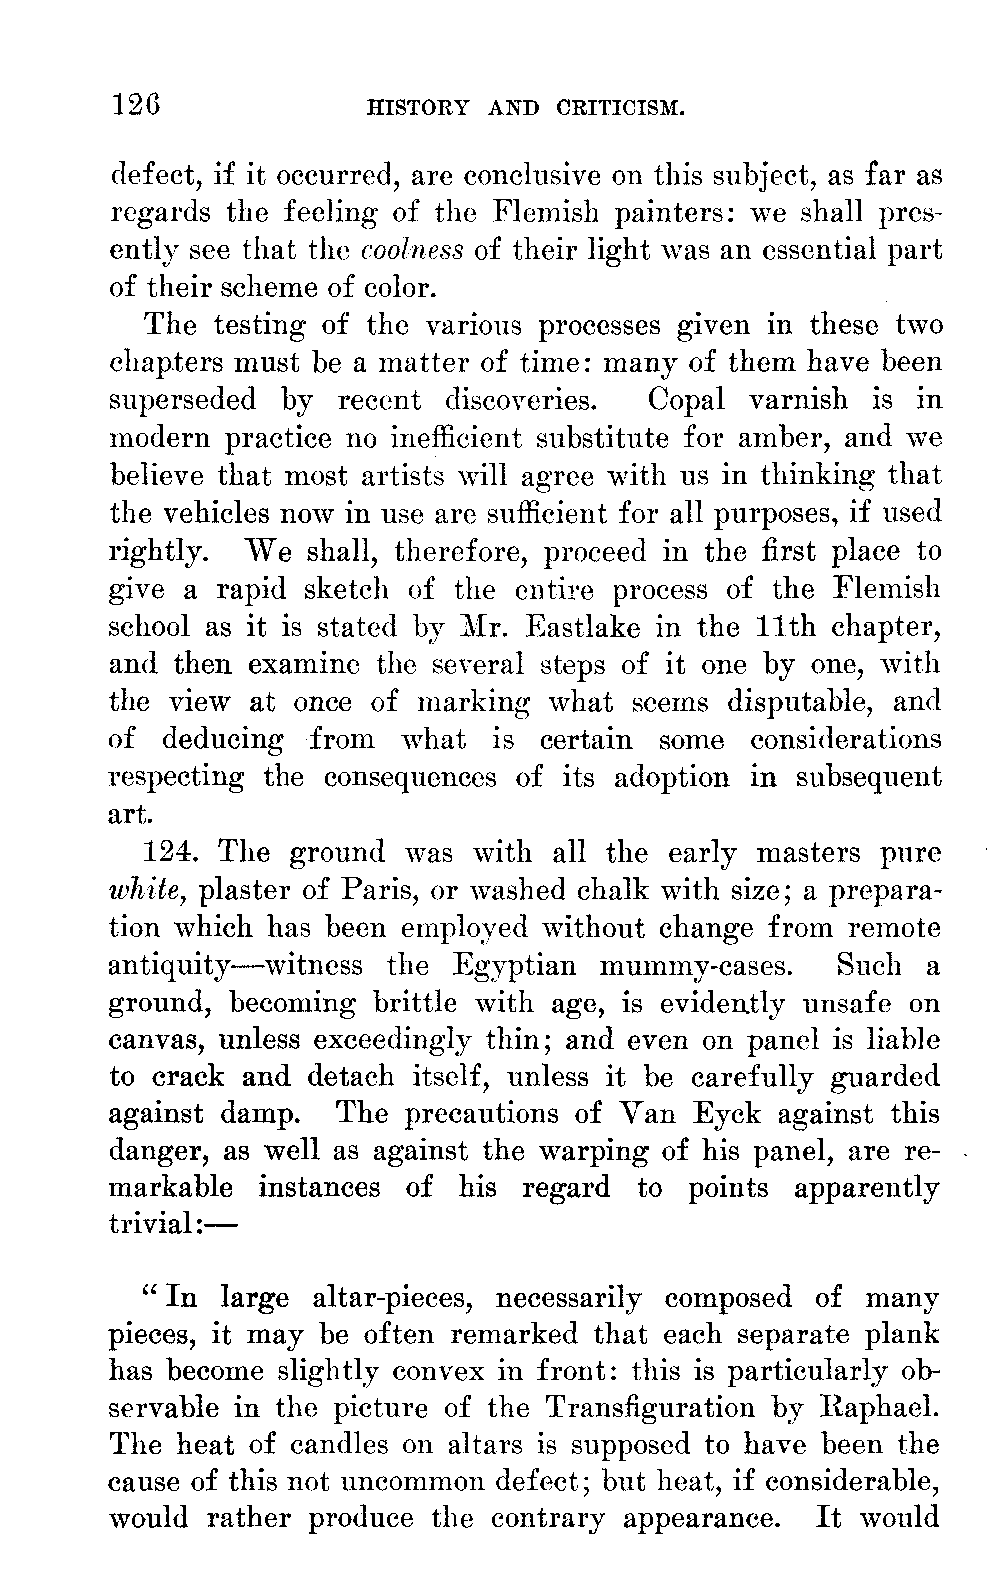 126 HISTORY AND CRITICISM.
defect, if it occurred, are conclusive on this subject, as far as
regards the feeling of the Flemish painters: we shall pres-
ently see that the coolness of their light was an essential part
of their scheme of color.
The testing of the various processes given in these two
chapters must be a matter of time: many of them have been
superseded by recent discoveries. Copal varnish is in
modern practice no inefficient substitute for amber, and we
believe that most artists will agree with us in thinking that
the vehicles now in use are sufficient for all purposes, if used
rightly. We shall, therefore, proceed in the first place to
give a rapid sketch of the entire process of the Flemish
school as it is stated by Mr. Eastlake in the 11th chapter,
and then examine the several steps of it one by one, with
the view at once of marking what seems disputable, and
of deducing from what is certain some considerations
respecting the consequences of its adoption in subsequent
art.
124. The ground was with all the early masters pure
white, plaster of Paris, or washed chalk with size; a prepara-
tion which has been employed without change from remote
antiquity—witness the Egyptian mummy-cases. Such a
ground, becoming brittle with age, is evidently unsafe on
canvas, unless exceedingly thin; and even on panel is liable
to crack and detach itself, unless it be carefully guarded
against damp. The precautions of Van Eyck against this
danger, as well as against the warping of his panel, are re-
markable instances of his regard to points apparently
trivial:—
"In large altar-pieces, necessarily composed of many
pieces, it may be often remarked that each separate plank
has become slightly convex in front: this is particularly ob-
servable in the picture of the Transfiguration by Raphael.
The heat of candles on altars is supposed to have been the
cause of this not uncommon defect; but heat, if considerable,
would rather produce the contrary appearance. It would